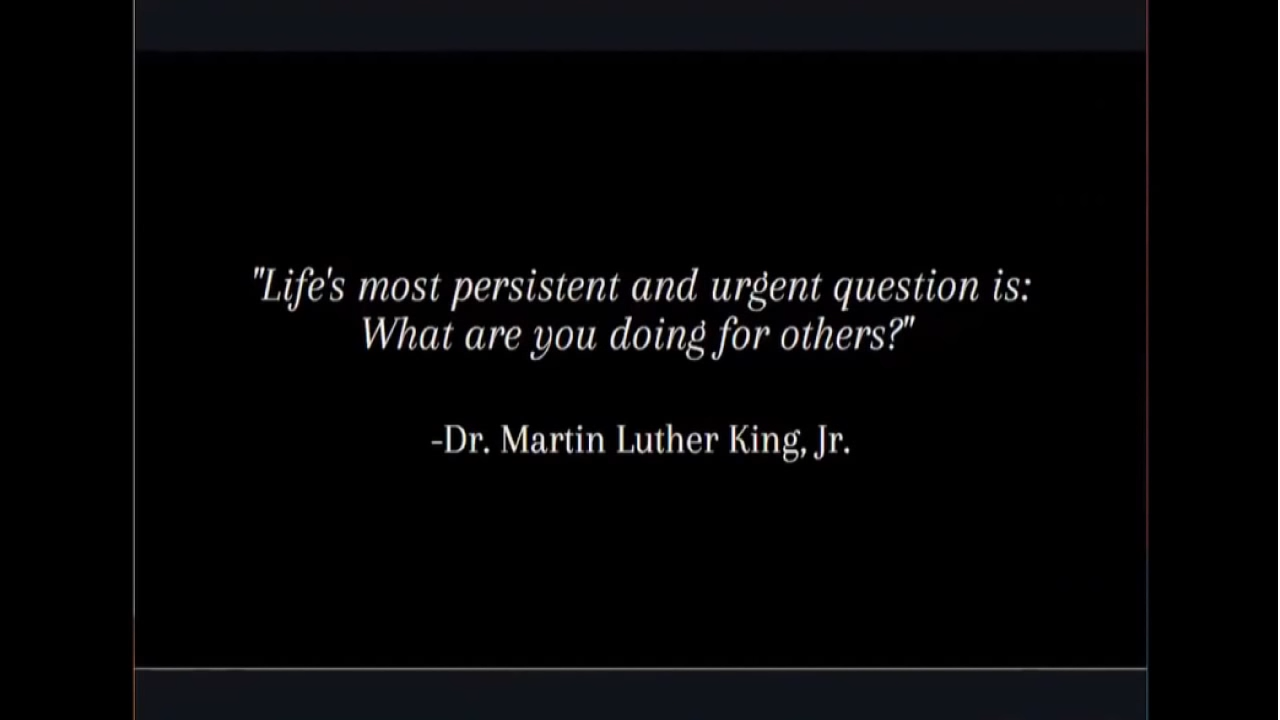 "Life's most persistent and urgent question is:
What are you doing for others?"
-Dr. Martin Luther King, Jr.